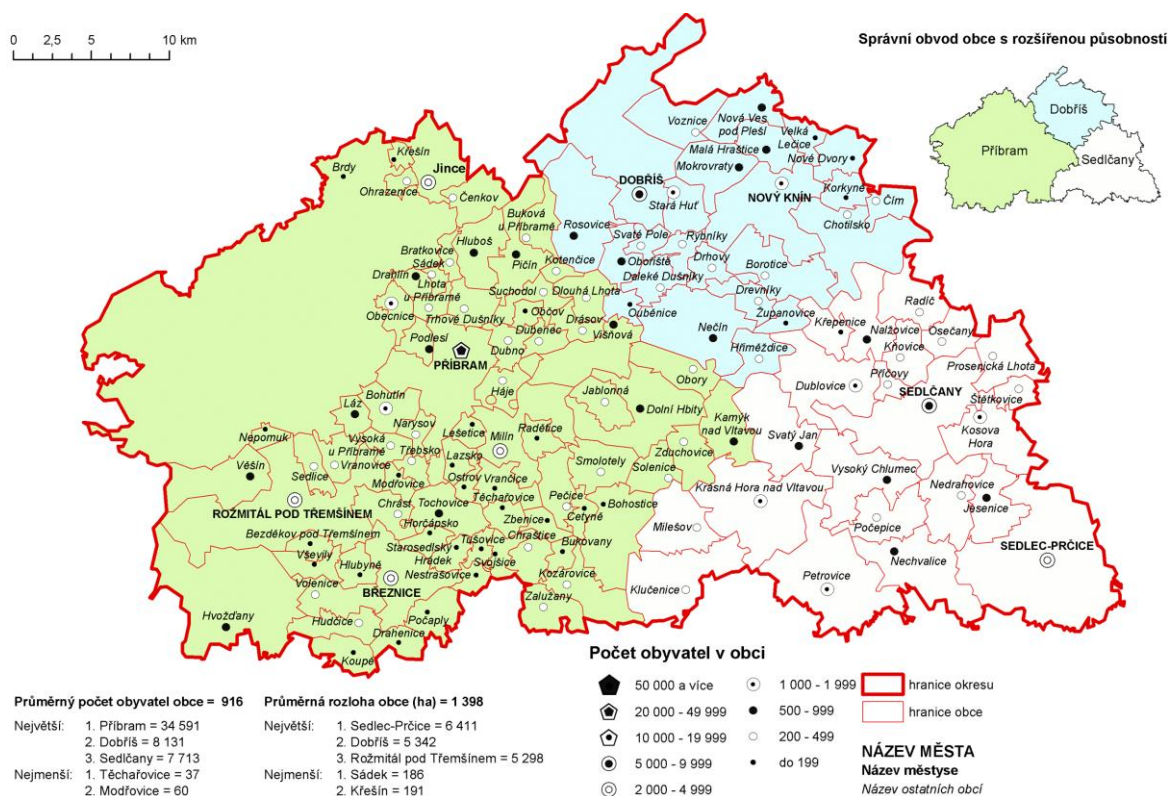 0 2,5 5 10 km
Správní obvod obce s rozšířenou působností
Dobříš
Příbram
Sedlčany
Voznice
Nová Ves
pod Pleší
Velká
Lečice
Malá Hraštice
Mokrovraty
Nové Dvory
Křešín
Jince
Brdy
Ohrazenice
Čenkov
DOBŘÍŠ
Stará Huť
NOVÝ KNÍN
Korkyně
Čím
Chotilsko
Buková
u Příbramě
Rosovice
Svaté Pole
Rybníky
Hluboš
Bratkovice
Sádek
Pičín
Kotenčice
Obořiště
Drhovy
Borotice
Drahlín
Lhota
u Příbramě
Suchodol
Dlouhá Lhota
Daleké Dušníky
Drevníky
Obecnice
Trhové Dušníky
Občov
Ouběnice
Županovice
Radíč
Dubenec
Drásov
Višňová
Nečín
Křepenice
Nalžovice
Osečany
Podlesí
Dubno
Hřiměždice
Kňovice
PŘÍBRAM
Prosenická Lhota
Háje
Obory
Dublovice
Příčovy
Bohutín
Jablonná
SEDLČANY
Štětkovice
Láz
Dolní Hbity
Kamýk
nad Vltavou
Kosova
Hora
Narysov
Lešetice
Milín
Radětice
Svatý Jan
Nepomuk
Vysoká
u Příbramě
Třebsko
Lazsko
Zduchovice
Věšín
Sedlice
Vranovice
Smolotely
Solenice
Vysoký Chlumec
Modřovice
Ostrov
Vrančice
Nedrahovice
ROŽMITÁL POD TŘEMŠÍNEM
Chrást
Tochovice
Těchařovice
Pečice
Cetyně
Bohostice
Krásná Hora nad Vltavou
Jesenice
Horčápsko
Zbenice
Milešov
Počepice
Bezděkov pod Třemšínem
Starosedlský
Hrádek
Tušovice
Chraštice
Bukovany
Vševily
Svojšice
Nechvalice
SEDLEC-PRČICE
Hlubyně
Nestrašovice
Volenice
BŘEZNICE
Kozárovice
Klučenice
Petrovice
Zalužany
Hvožďany
Hudčice
Počaply
Drahenice
Koupě
Průměrný počet obyvatel obce = 916
Největší: 1. Příbram = 34 591
2. Dobříš = 8 131
3. Sedlčany = 7 713
Nejmenší: 1. Těchařovice = 37
2. Modřovice = 60
Průměrná rozloha obce (ha) = 1 398
Největší: 1. Sedlec-Prčice = 6 411
2. Dobříš = 5 342
3. Rožmitál pod Třemšínem = 5 298
Nejmenší: 1. Sádek = 186
2. Křešín = 191
Počet obyvatel v obci
50 000 a více
20 000 - 49 999
10 000 - 19 999
5 000 - 9 999
2 000 - 4 999
1 000 - 1 999
500 - 999
200 - 499
do 199
hranice okresu
hranice obce
NÁZEV MĚSTA
Název městyse
Název ostatních obcí